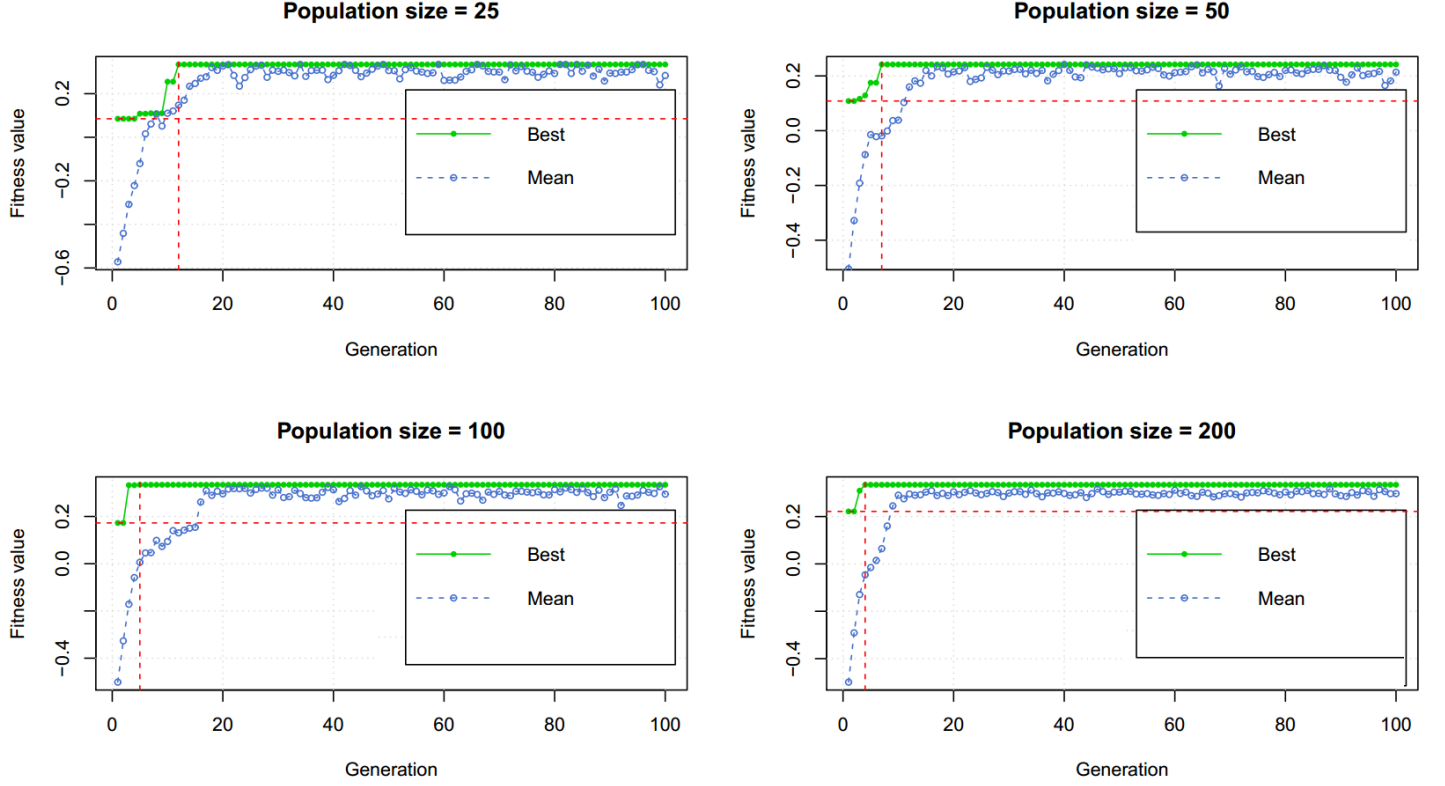 Population size = 25
Fitness value
0.2
−0.2
−0.6
Best
Mean
0 20 40 60 80 100
Generation
Population size = 50
Fitness value
0.2
0.0
−0.2
−0.4
Best
Mean
0 20 40 60 80 100
Generation
Population size = 100
Fitness value
0.2
0.0
−0.4
Best
Mean
0 20 40 60 80 100
Generation
Population size = 200
Fitness value
0.2
0.0
−0.4
Best
Mean
0 20 40 60 80 100
Generation